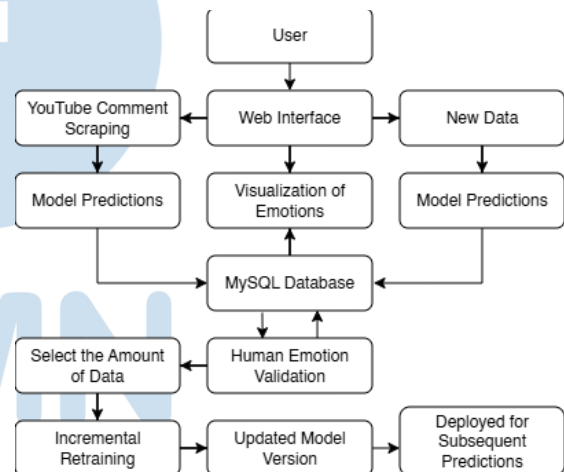 User
YouTube Comment
Scraping
Web Interface
New Data
Model Predictions
Visualization of
Emotions
Model Predictions
MySQL Database
Select the Amount
of Data
Human Emotion
Validation
Incremental
Retraining
Updated Model
Version
Deployed for
Subsequent
Predictions